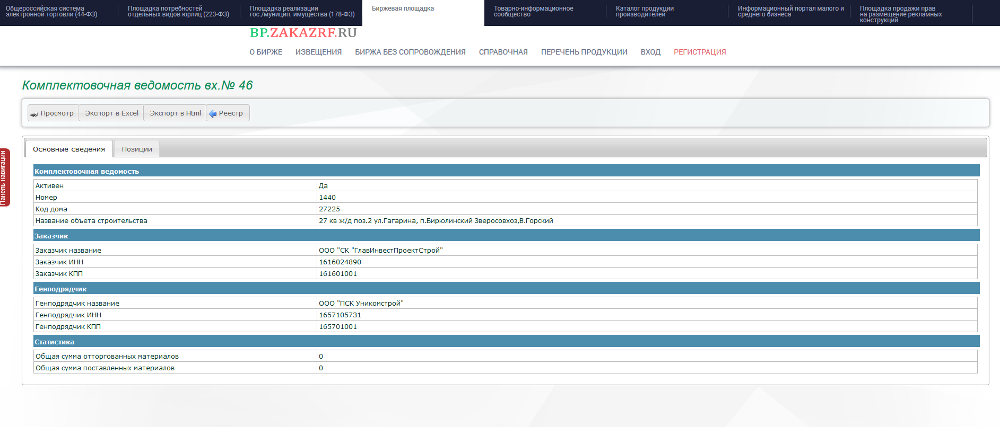 Общероссийская система
электронной торговли (44-ФЗ)
Площадка потребностей
отдельных видов юрлиц (223-ФЗ)
Площадка реализации
гос./муницип. имущества (178-ФЗ)
Биржевая площадка
Товарно-информационное
сообщество
Каталог продукции
производителей
Информационный портал малого и
среднего бизнеса
Площадка продажи прав
на размещение рекламных
конструкций
BP.ZAKAZRF.RU
О БИРЖЕ ИЗВЕЩЕНИЯ БИРЖА БЕЗ СОПРОВОЖДЕНИЯ СПРАВОЧНАЯ ПЕРЕЧЕНЬ ПРОДУКЦИИ ВХОД РЕГИСТРАЦИЯ
Комплектовочная ведомость вх.№ 46
Просмотр Экспорт в Excel Экспорт в Html Реестр
Панель навигации
Основные сведения Позиции
Комплектовочная ведомость
Активен Да
Номер 1440
Код дома 27225
Название объета строительства 27 кв ж/д поз.2 ул.Гагарина, п.Бирюлинский Зверосовхоз,В.Горский
Заказчик
Заказчик название ООО "СК "ГлавИнвестПроектСтрой"
Заказчик ИНН 1616024890
Заказчик КПП 161601001
Генподрядчик
Генподрядчик название ООО "ПСК Уникомстрой"
Генподрядчик ИНН 1657105731
Генподрядчик КПП 165701001
Статистика
Общая сумма отторгованных материалов 0
Общая сумма поставленных материалов 0